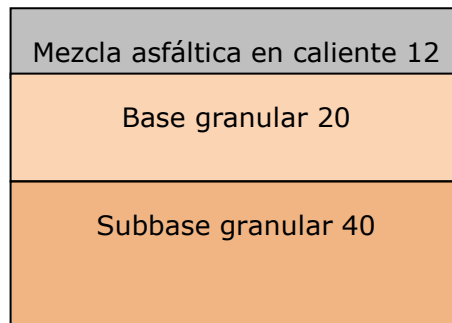 Mezcla asfáltica en caliente 12
Base granular 20
Subbase granular 40